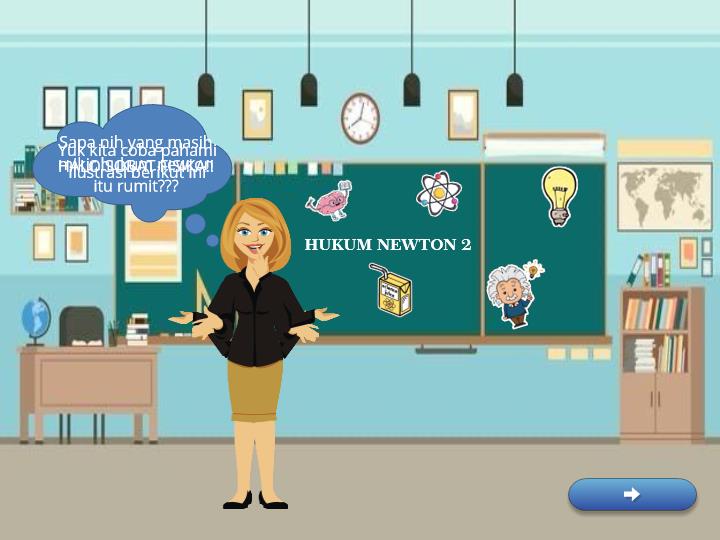 Sapa nih yang masih
Yuk kita coba pahami
ilustrasi berikut ini
itu rumit???
HUKUM NEWTON 2